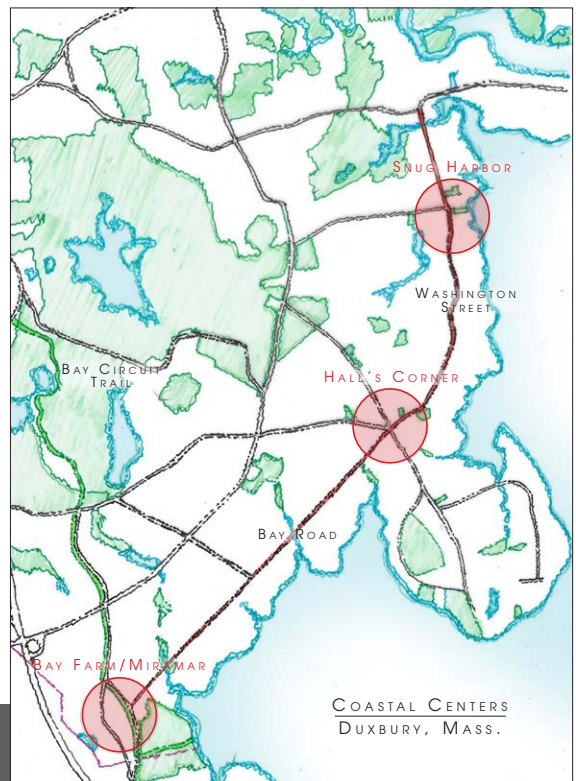 Snug Harbor
Washington
Street
Bay Circuit
Trail
Hall's Corner
Bay Road
Bay Farm/Miramar
Coastal Centers
Duxbury, Mass.